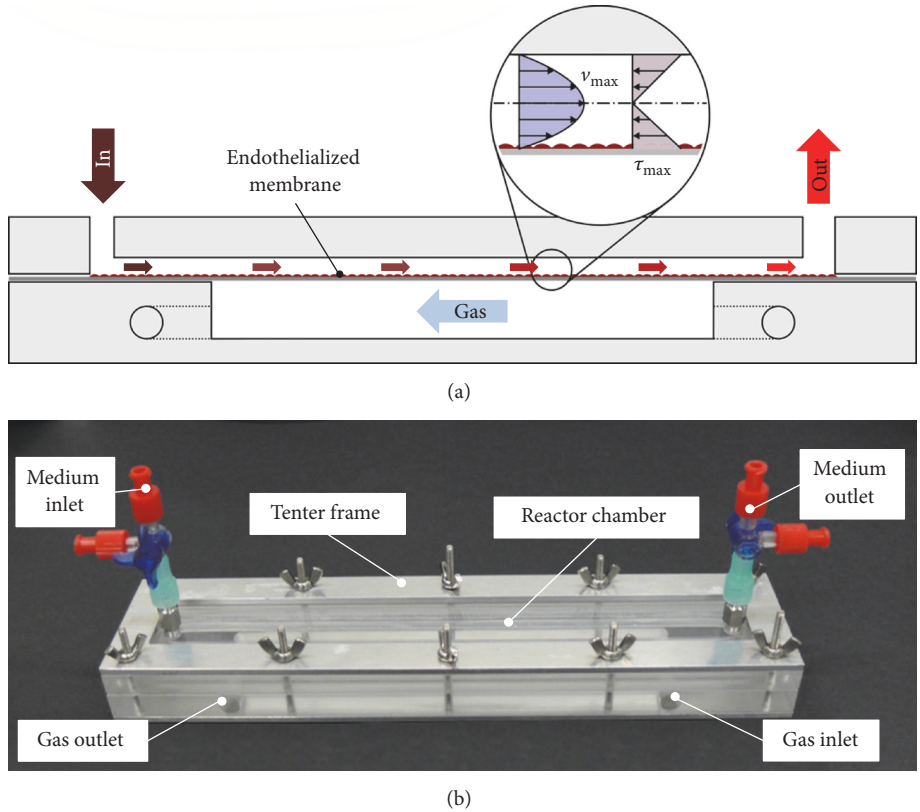 v_max
τ_max
In
Endothelialized
membrane
Out
Gas
(a)
Medium
inlet
Tenter frame
Reactor chamber
Medium
outlet
Gas outlet
Gas inlet
(b)